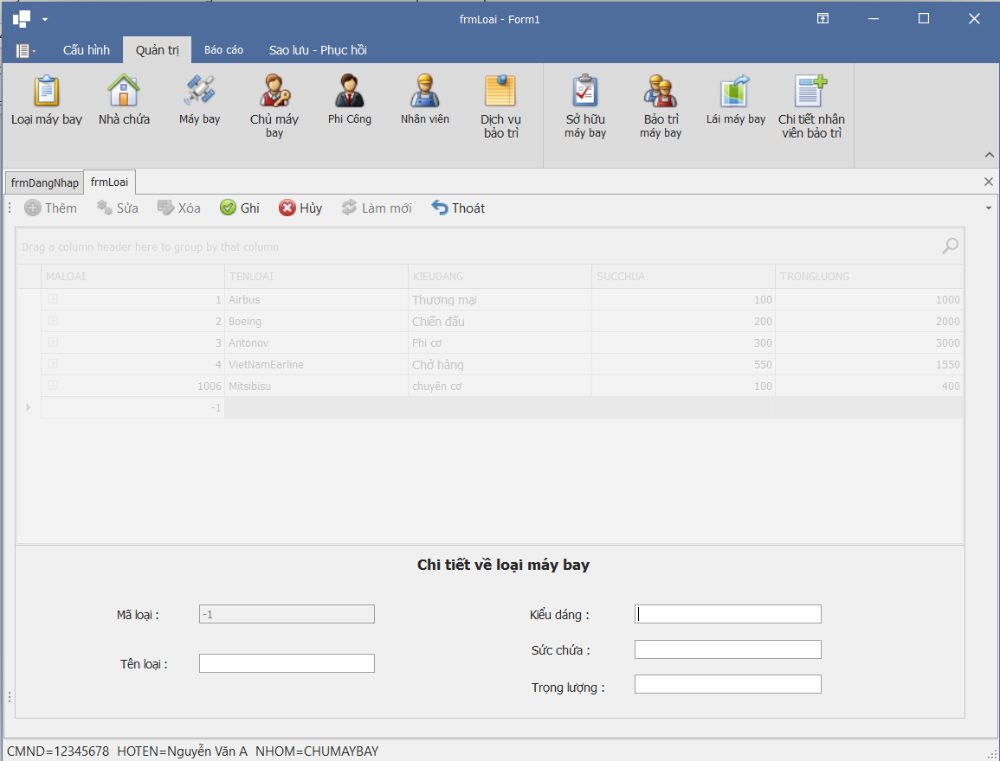 frmLoai - Form1
Cấu hình Quản trị Báo cáo Sao lưu - Phục hồi
Loại máy bay Nhà chứa Máy bay Chủ máy bay Phi Công Nhân viên Dịch vụ bảo trì Sở hữu máy bay Bảo trì máy bay Lái máy bay Chi tiết nhân viên bảo trì
frmDangNhap frmLoai
Thêm Sửa Xóa Ghi Hủy Làm mới Thoát
Drag a column header here to group by that column
MALOAI TENLOAI KIEUDANG SUCCHUA TRONGLUONG
1 Airbus Thương mại 100 1000
2 Boeing Chiến đấu 200 2000
3 Antonov Phi cơ 300 3000
4 VietNamEarline Chở hàng 550 1550
1006 Mitsibisu chuyên cơ 100 400
-1
Chi tiết về loại máy bay
Mã loại : -1 Kiểu dáng :
Sức chứa :
Tên loại :
Trọng lượng :
CMND=12345678 HOTEN=Nguyễn Văn A NHOM=CHUMAYBAY